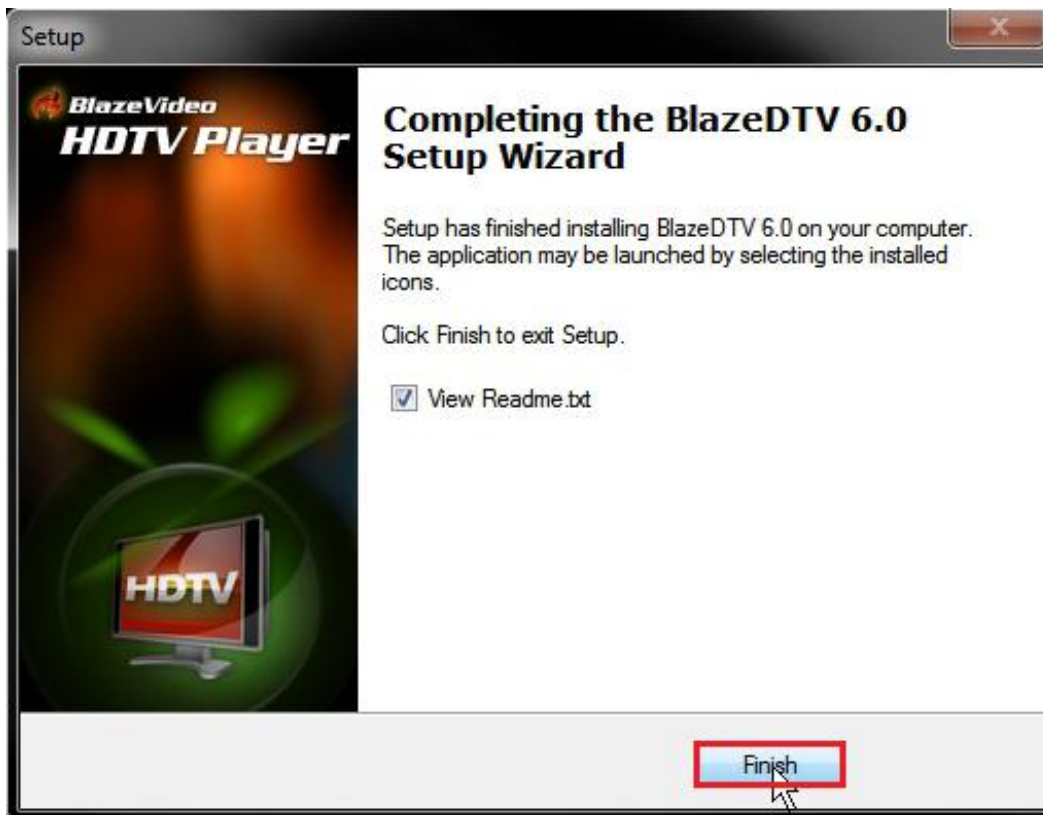 Setup
BlazeVideo
HDTV Player
Completing the BlazeDTV 6.0
Setup Wizard
Setup has finished installing BlazeDTV 6.0 on your computer.
The application may be launched by selecting the installed
icons.
Click Finish to exit Setup.
View Readme.txt
HDTV
Finish